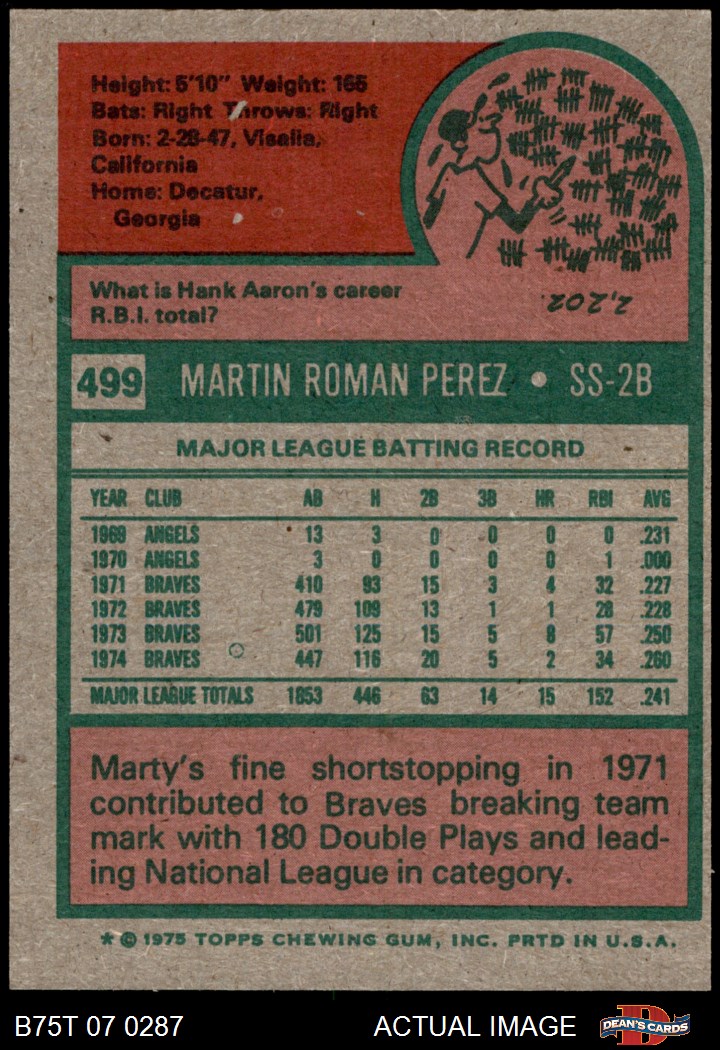 Height: 5'10" Weight: 165
Bats: Right Throws: Right
Born: 2-28-47, Visalia,
California
Home: Decatur,
Georgia
What is Hank Aaron's career
R.B.I. total?
2,202.
499 MARTIN ROMAN PEREZ • SS-2B
MAJOR LEAGUE BATTING RECORD
YEAR CLUB AB H 2B 3B HR RBI AVG
1969 ANGELS 13 3 0 0 0 0 .231
1970 ANGELS 3 0 0 0 0 1 .000
1971 BRAVES 410 93 15 3 4 32 .227
1972 BRAVES 479 109 13 1 1 28 .228
1973 BRAVES 501 125 15 5 8 57 .250
1974 BRAVES 447 116 20 5 2 34 .260
MAJOR LEAGUE TOTALS 1853 446 63 14 15 152 .241
Marty's fine shortstopping in 1971
contributed to Braves breaking team
mark with 180 Double Plays and lead-
ing National League in category.
* © 1975 TOPPS CHEWING GUM, INC. PRTD IN U.S.A.
B75T 07 0287 ACTUAL IMAGE DEAN'S CARDS